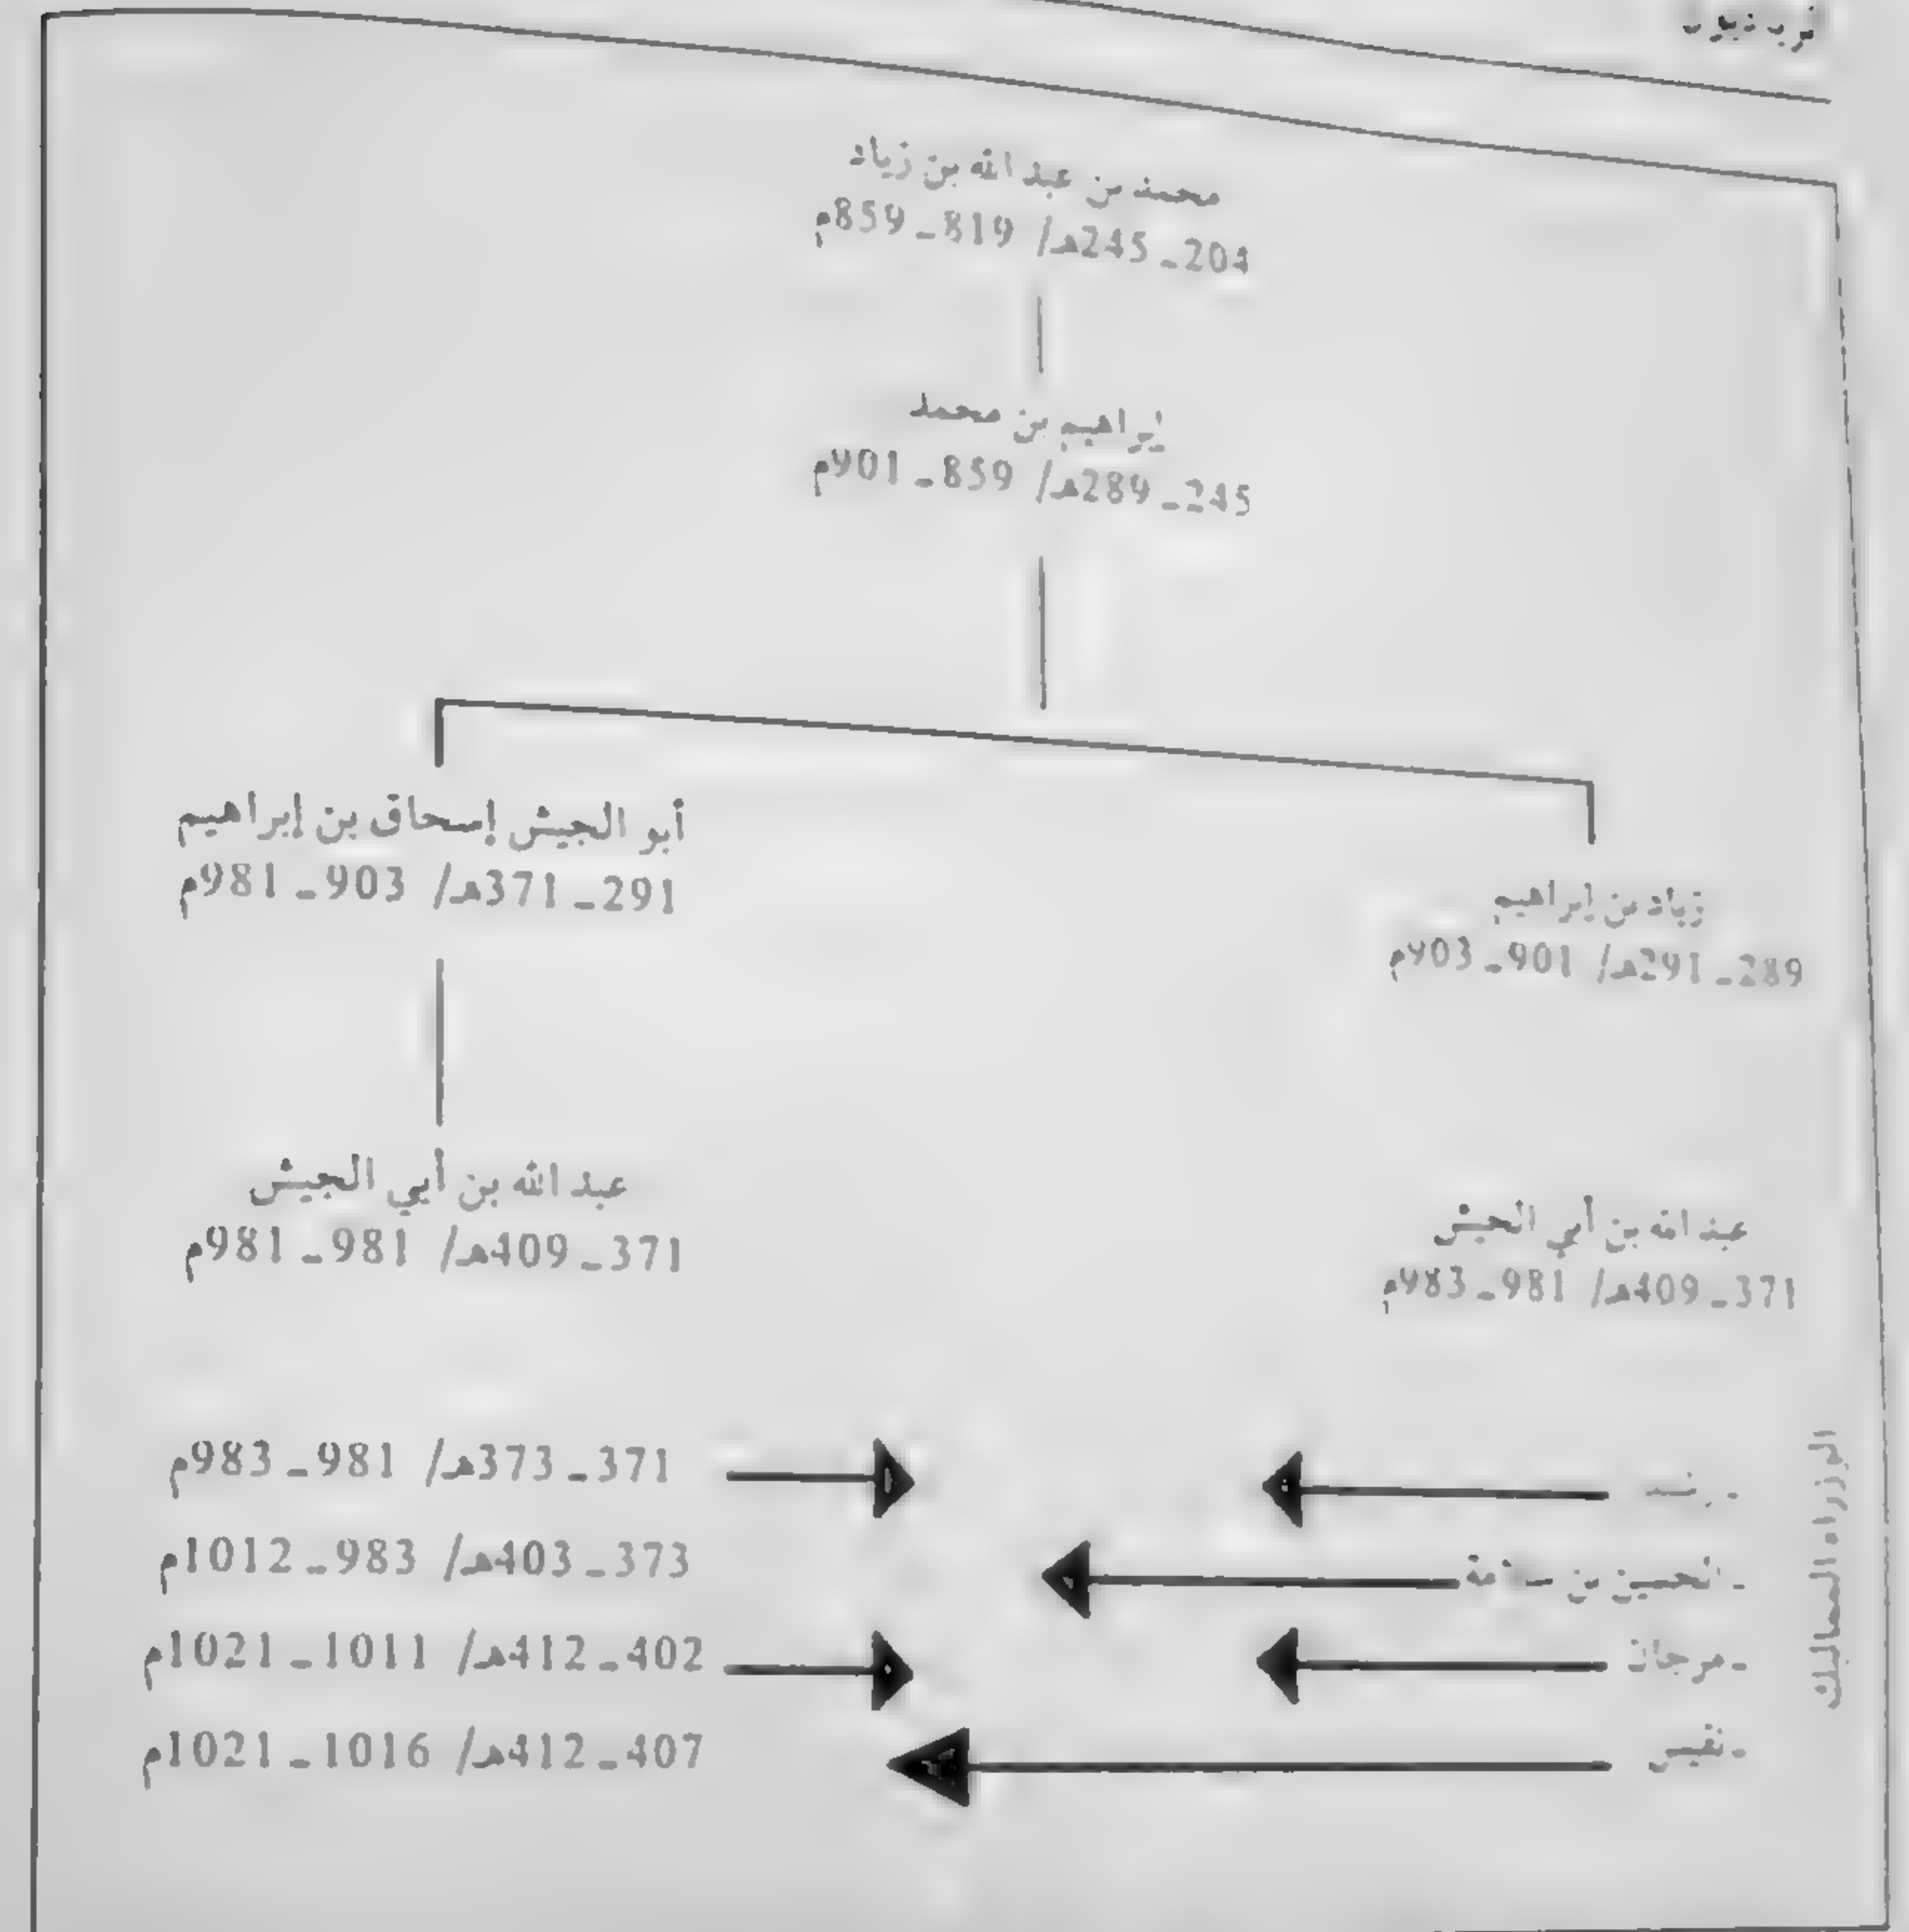 محمد بن عبد الله بن زياد
204ـ 245هـ/ 819ـ 859م
إبراهيم بن محمد
245ـ 289هـ/ 859ـ 901م
زياد بن إبراهيم
289ـ 291هـ/ 901ـ 903م
أبو الجيش إسحاق بن إبراهيم
291ـ 371هـ/ 903ـ 981م
عبد الله بن أبي الجيش
371ـ 409هـ/ 981ـ 983م
عبد الله بن أبي الجيش
371ـ 409هـ/ 981ـ 981م
الوزراء المماليك
371ـ 373هـ/ 981ـ 983م
ـ الحسين بن سلامة 373ـ 403هـ/ 983ـ 1012م
ـ مرجان 402ـ 412هـ/ 1011ـ 1021م
ـ نفيس 407ـ 412هـ/ 1016ـ 1021م